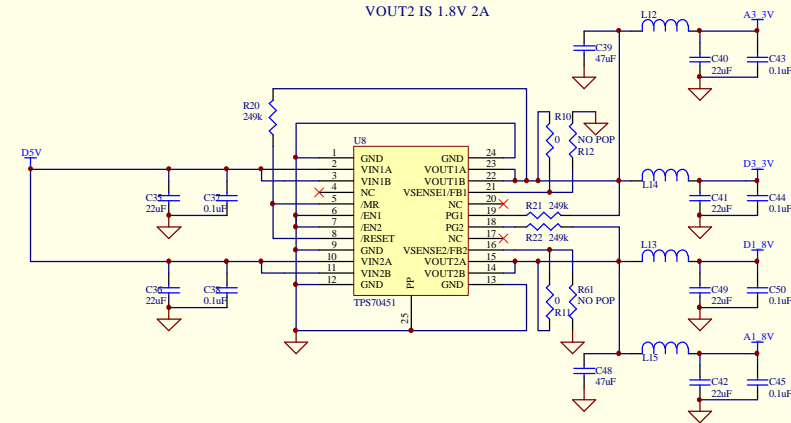 VOUT2 IS 1.8V 2A
L12
A3_3V
C39
47uF
C40
22uF
C43
0.1uF
R20
249k
R10
0
NO POP
R12
U8
D5V
1
2
3
4
5
6
7
8
9
10
11
12
GND
VIN1A
VIN1B
NC
/MR
/EN1
/EN2
/RESET
GND
VIN2A
VIN2B
GND
GND
VOUT1A
VOUT1B
VSENSE1/FB1
NC
PG1
PG2
NC
VSENSE2/FB2
VOUT2A
VOUT2B
GND
24
23
22
21
20
19
18
17
16
15
14
13
PP
25
TPS70451
C35
22uF
C37
0.1uF
C36
22uF
C38
0.1uF
R21 249k
R22 249k
D3_3V
L14
C41
22uF
C44
0.1uF
L13
D1_8V
0
R11
R61
NO POP
C49
22uF
C50
0.1uF
A1_8V
L15
C48
47uF
C42
22uF
C45
0.1uF